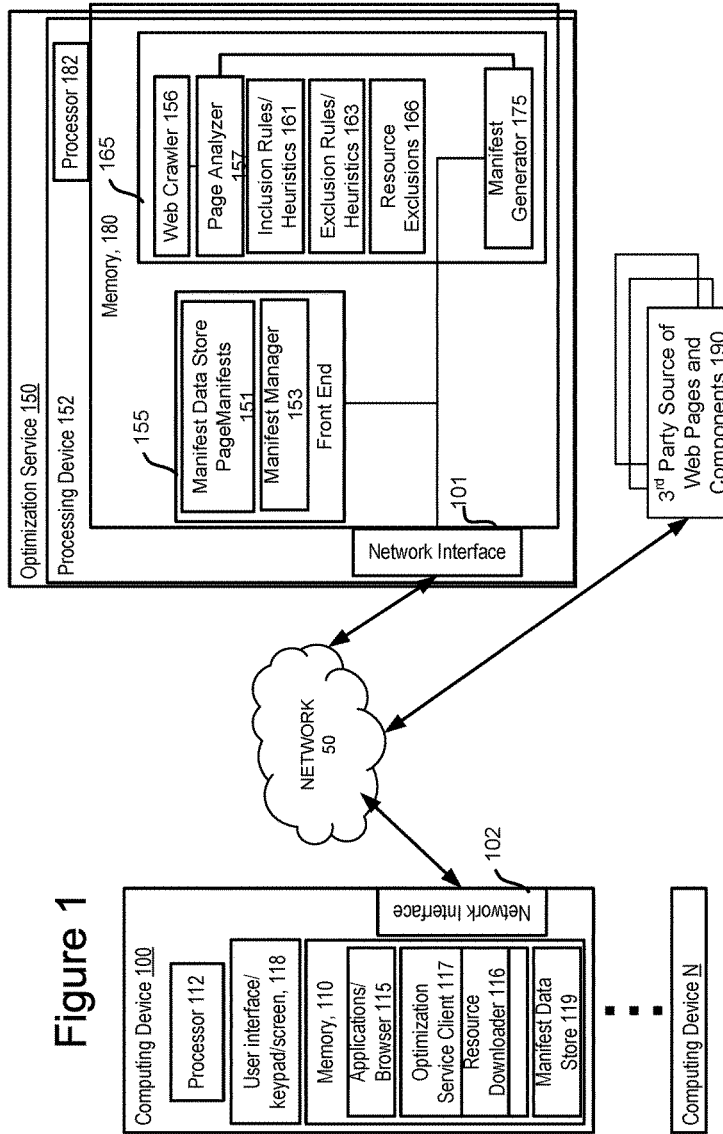 Figure 1
Computing Device 100
Processor 112
User interface/
keypad/screen, 118
Memory, 110
Applications/
Browser 115
Optimization
Service Client 117
Resource
Downloader 116
Manifest Data
Store 119
Network Interface
102
Computing Device N
NETWORK
50
Optimization Service 150
Processing Device 152
Processor 182
Memory, 180
155
Manifest Data Store
PageManifests
151
Manifest Manager
153
Front End
Network Interface
101
165
Web Crawler 156
Page Analyzer
157
Inclusion Rules/
Heuristics 161
Exclusion Rules/
Heuristics 163
Resource
Exclusions 166
Manifest
Generator 175
3rd Party Source of
Web Pages and
Components 190